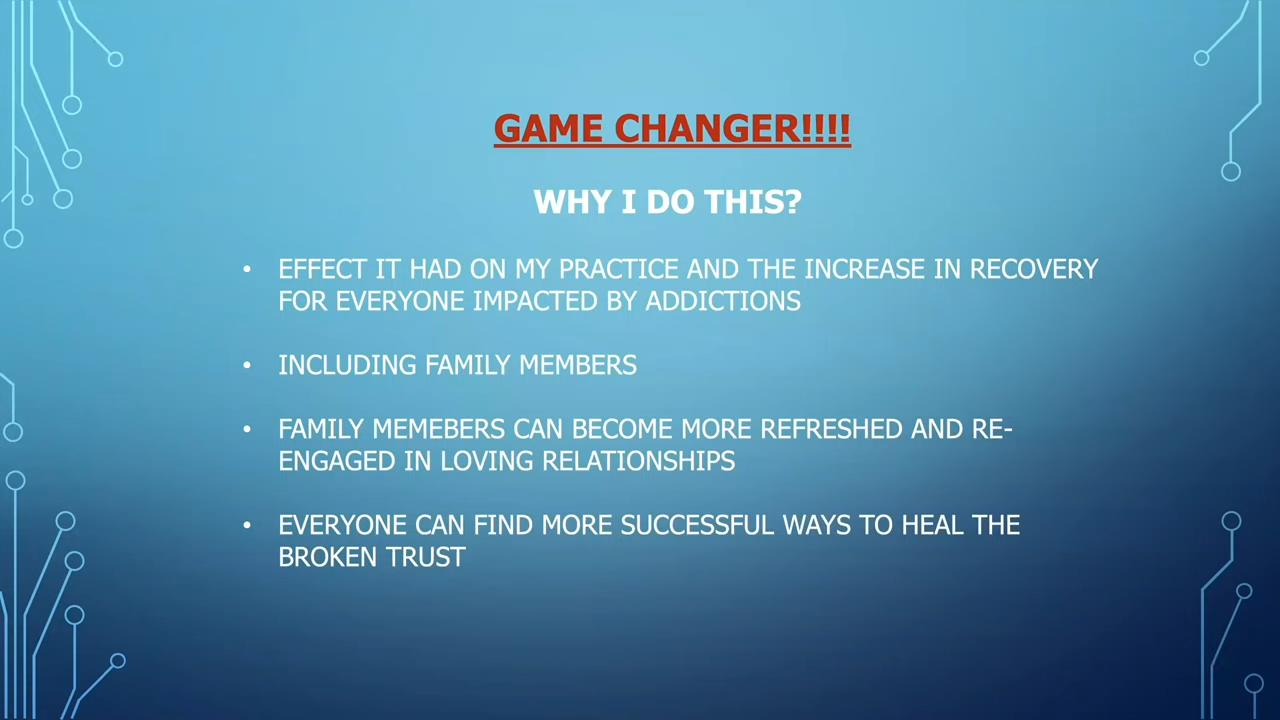 GAME CHANGER!!!!
WHY I DO THIS?
• EFFECT IT HAD ON MY PRACTICE AND THE INCREASE IN RECOVERY
FOR EVERYONE IMPACTED BY ADDICTIONS
• INCLUDING FAMILY MEMBERS
• FAMILY MEMEBERS CAN BECOME MORE REFRESHED AND RE-
ENGAGED IN LOVING RELATIONSHIPS
• EVERYONE CAN FIND MORE SUCCESSFUL WAYS TO HEAL THE
BROKEN TRUST